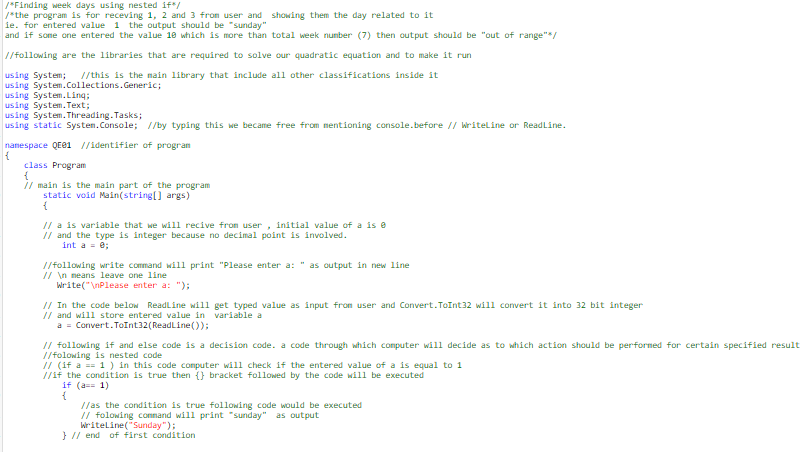 /*Finding week days using nested if*/
/*the program is for receving 1, 2 and 3 from user and  showing them the day related to it
ie. for entered value  1  the output should be "sunday"
and if some one entered the value 10 which is more than total week number (7) then output should be "out of range"*/
//following are the libraries that are required to solve our quadratic equation and to make it run
using System;   //this is the main library that include all other classifications inside it
using System.Collections.Generic;
using System.Linq;
using System.Text;
using System.Threading.Tasks;
using static System.Console;  //by typing this we became free from mentioning console.before // WriteLine or ReadLine.
namespace QE01  //identifier of program
{
class Program
{
// main is the main part of the program
static void Main(string[] args)
{
// a is variable that we will recive from user , initial value of a is 0
// and the type is integer because no decimal point is involved.
int a = 0;
//following write command will print "Please enter a: " as output in new line
// \n means leave one line
Write("\nPlease enter a: ");
// In the code below  ReadLine will get typed value as input from user and Convert.ToInt32 will convert it into 32 bit integer
// and will store entered value in  variable a
a = Convert.ToInt32(ReadLine());
// following if and else code is a decision code. a code through which computer will decide as to which action should be performed for certain specified result
//folowing is nested code
// (if a == 1 ) in this code computer will check if the entered value of a is equal to 1
//if the condition is true then {} bracket followed by the code will be executed
if (a== 1)
{
//as the condition is true following code would be executed
// folowing command will print "sunday"  as output
WriteLine("Sunday");
} // end  of first condition